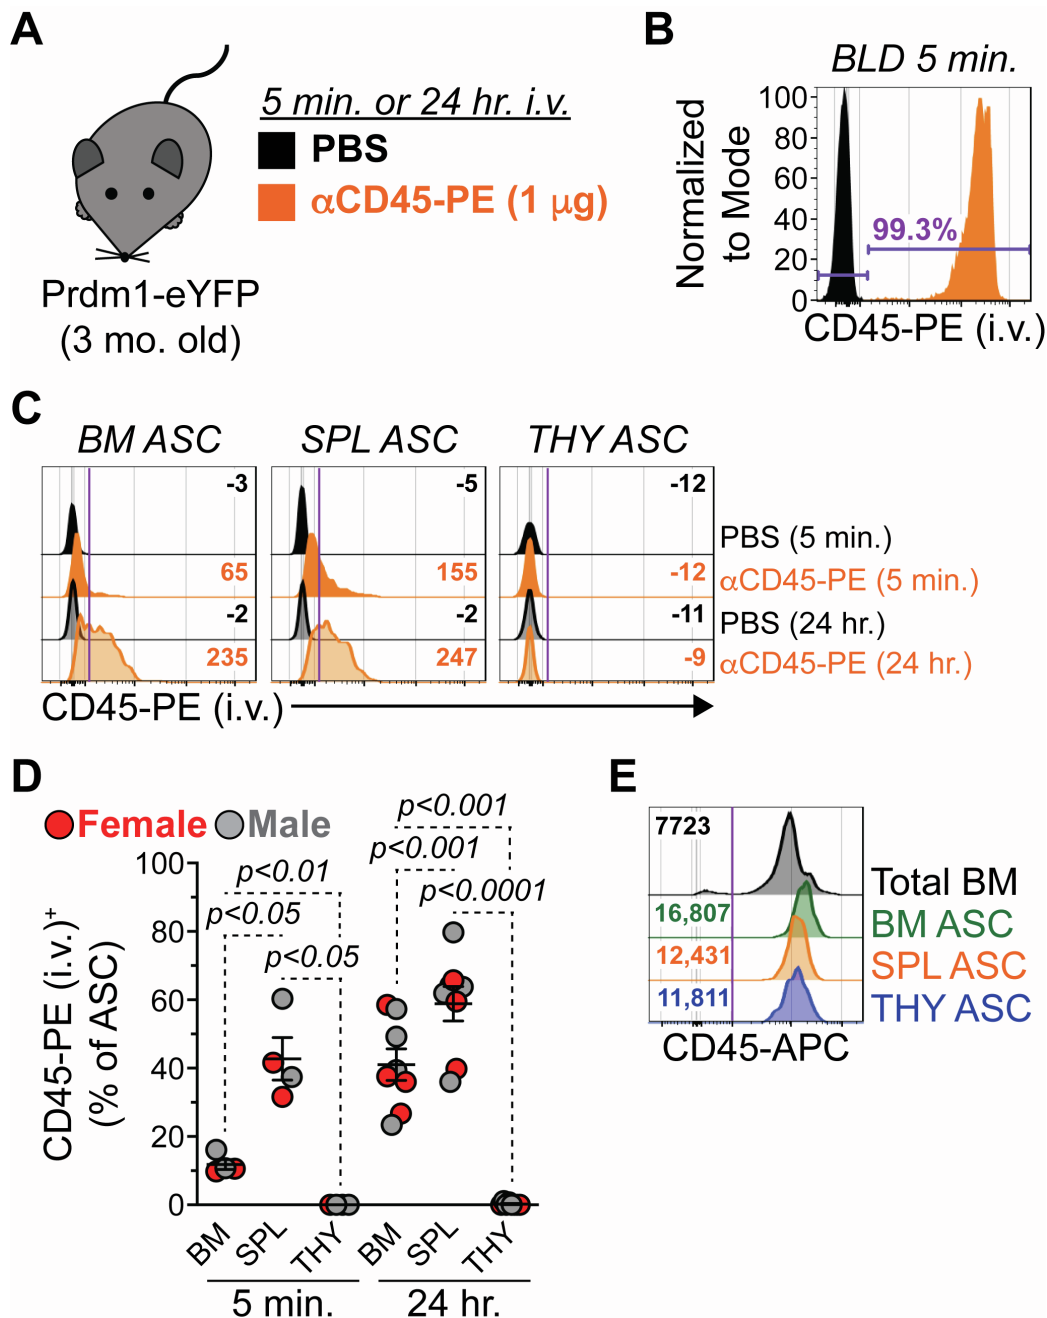 A
5 min. or 24 hr. i.v.
PBS
αCD45-PE (1 μg)
Prdm1-eYFP
(3 mo. old)
B
BLD 5 min.
Normalized
to Mode
100
80
60
40
20
0
99.3%
CD45-PE (i.v.)
C
BM ASC
SPL ASC
THY ASC
-3
-5
-12
PBS (5 min.)
65
155
-12
αCD45-PE (5 min.)
-2
-2
-11
PBS (24 hr.)
235
247
-9
αCD45-PE (24 hr.)
CD45-PE (i.v.)
D
Female
Male
CD45-PE (i.v.)+
(% of ASC)
100
80
60
40
20
0
p<0.01
p<0.05
p<0.05
p<0.001
p<0.001
p<0.0001
BM
SPL
THY
BM
SPL
THY
5 min.
24 hr.
E
7723
Total BM
16,807
BM ASC
12,431
SPL ASC
11,811
THY ASC
CD45-APC